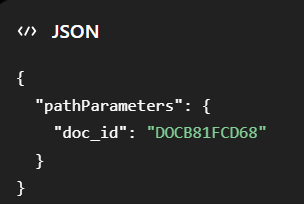 </> JSON
{
  "pathParameters": {
    "doc_id": "DOCB81FCD68"
  }
}